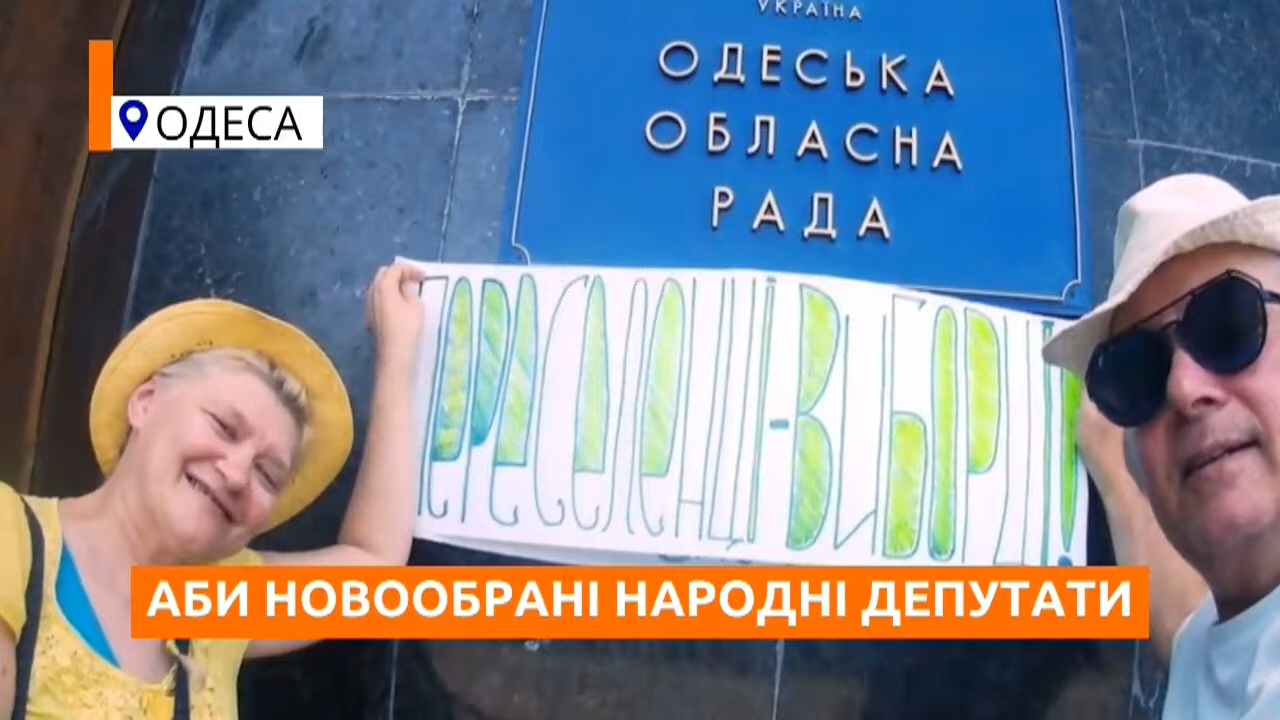 УКРАЇНА
ОДЕСЬКА
ОБЛАСНА
РАДА
ОДЕСА
ПЕРЕСЕЛЕНЦІ-ВИБОРЦІ!
АБИ НОВООБРАНІ НАРОДНІ ДЕПУТАТИ